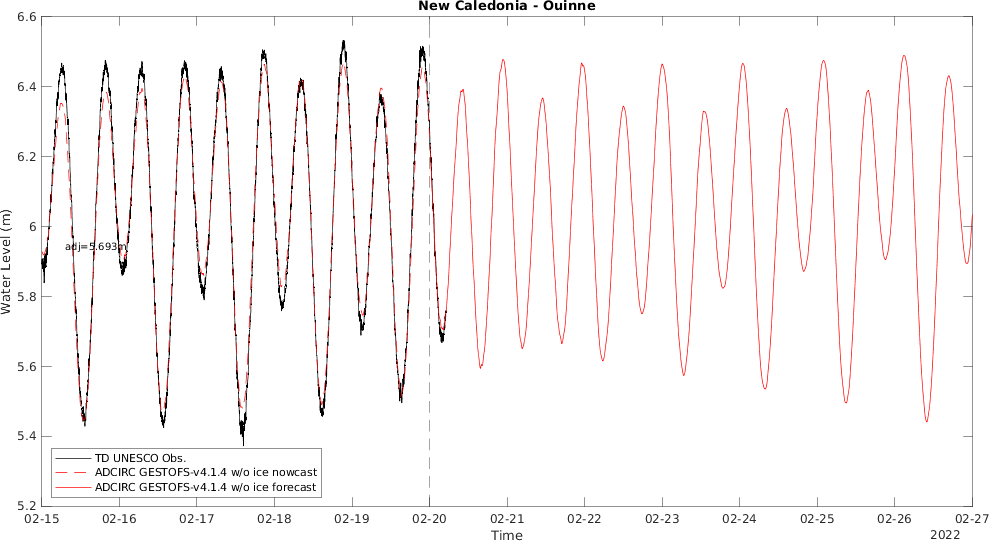 New Caledonia - Ouinne
6.6
6.4
6.2
6
5.8
5.6
5.4
5.2
Water Level (m)
adj=5.693m
TD UNESCO Obs.
ADCIRC GESTOFS-v4.1.4 w/o ice nowcast
ADCIRC GESTOFS-v4.1.4 w/o ice forecast
02-15 02-16 02-17 02-18 02-19 02-20 02-21 02-22 02-23 02-24 02-25 02-26 02-27
Time
2022